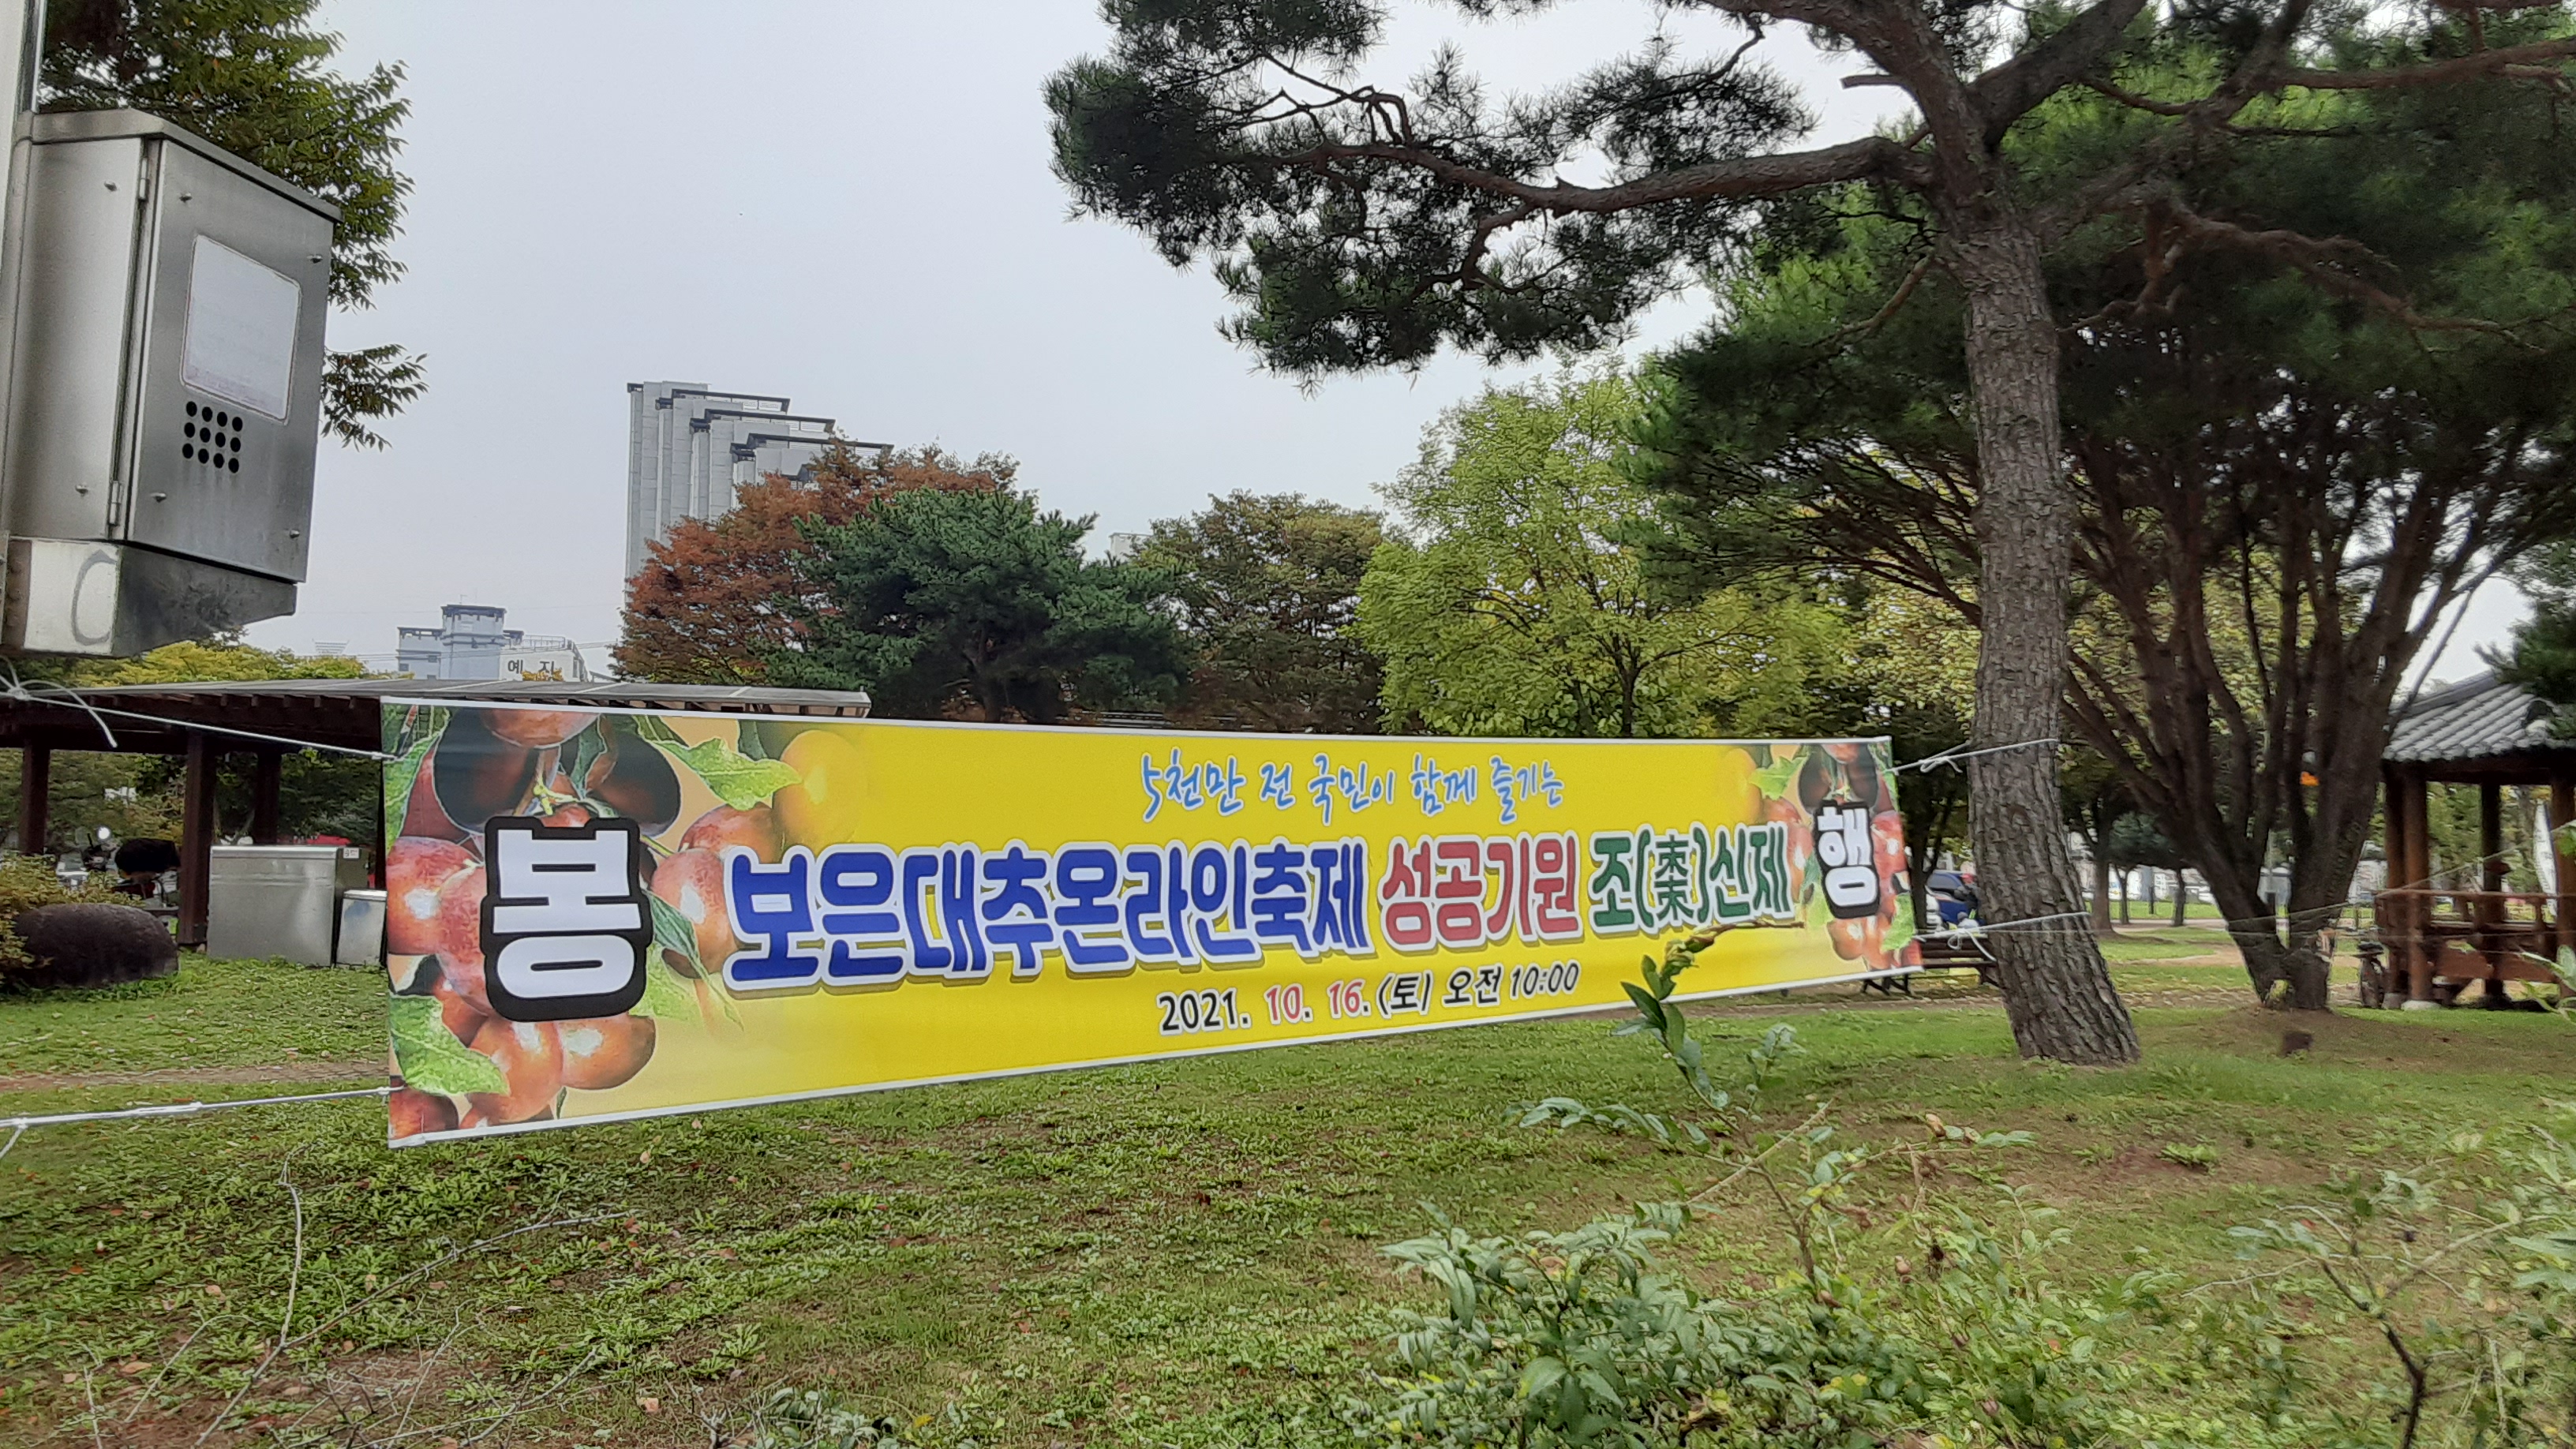 예 지
5천만 전 국민이 함께 즐기는
봉 보은대추온라인축제 성공기원 조(棗)신제 행
2021. 10. 16. (토) 오전 10:00